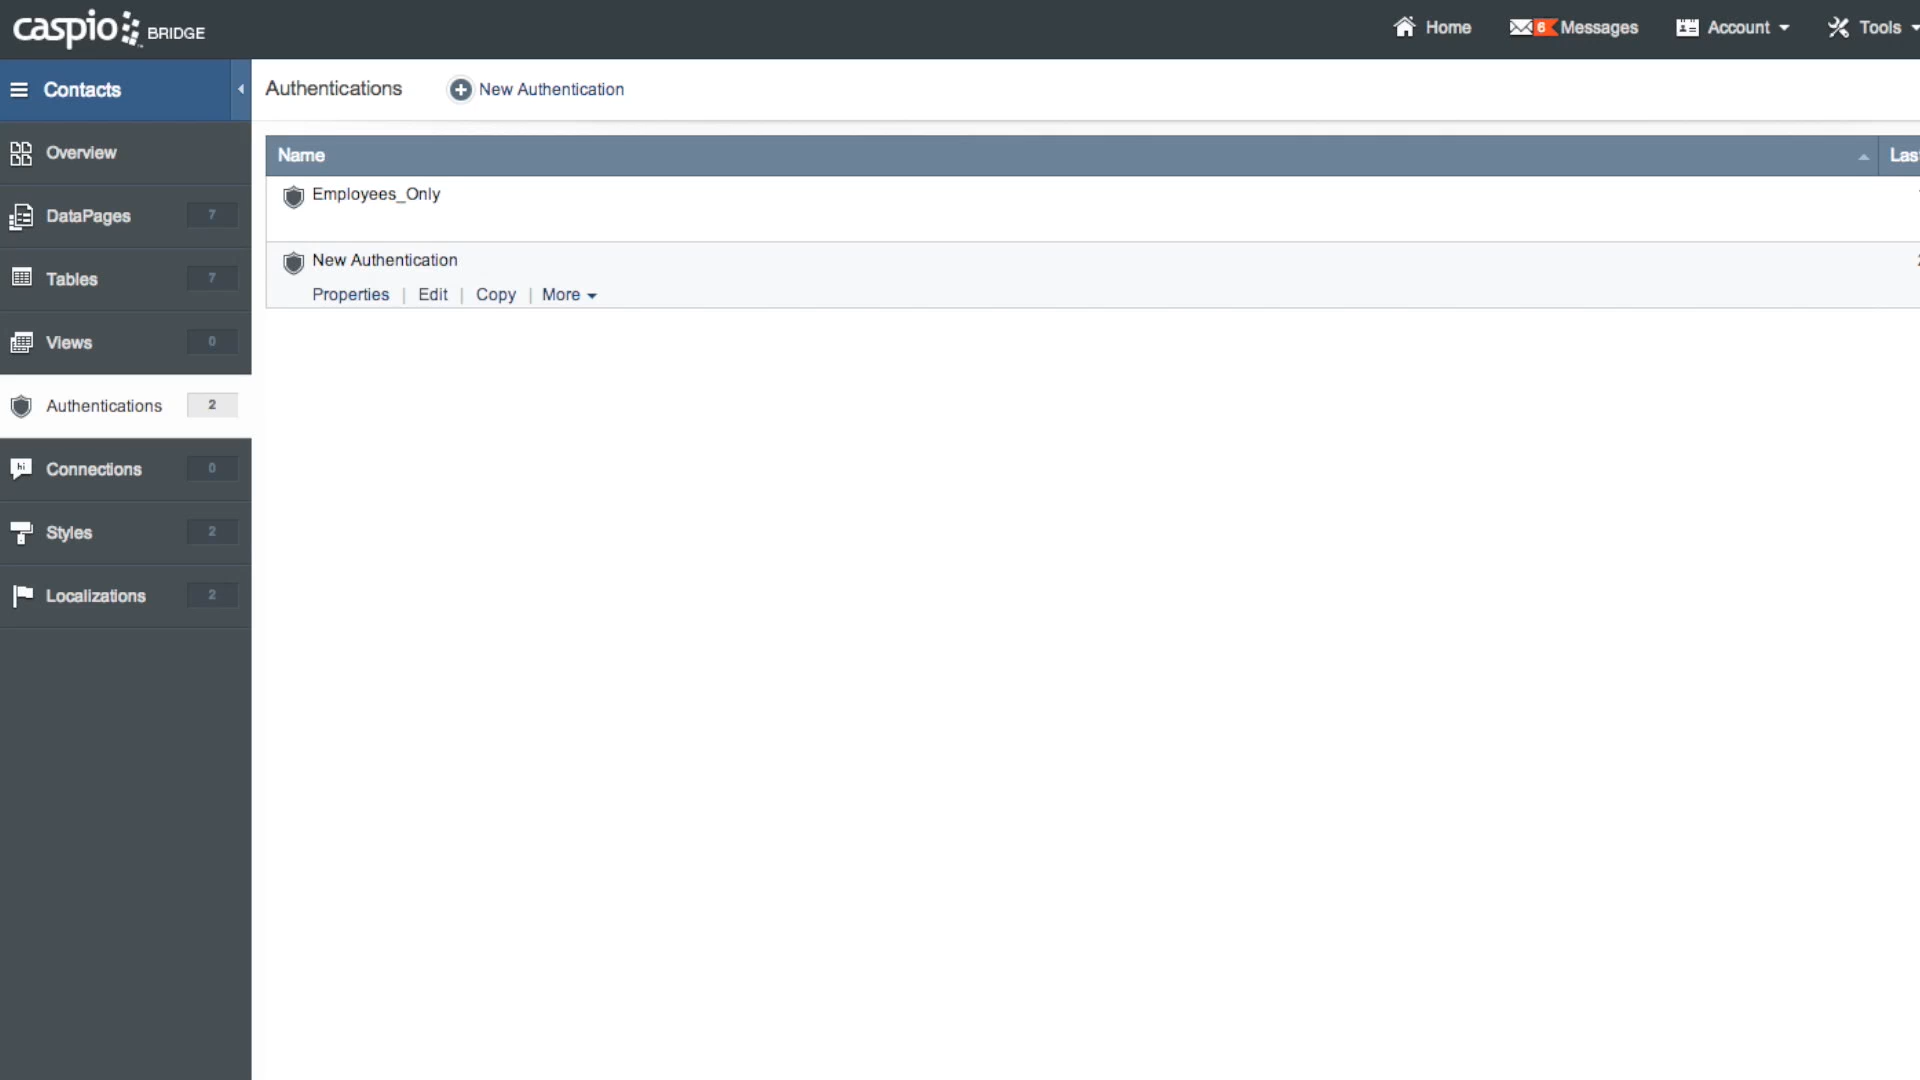 caspio BRIDGE
Home
6 Messages
Account
Tools
Contacts
Authentications
New Authentication
Overview
DataPages 7
Tables 7
Views 0
Authentications 2
Connections 0
Styles 2
Localizations 2
Name
Employees_Only
New Authentication
Properties | Edit | Copy | More